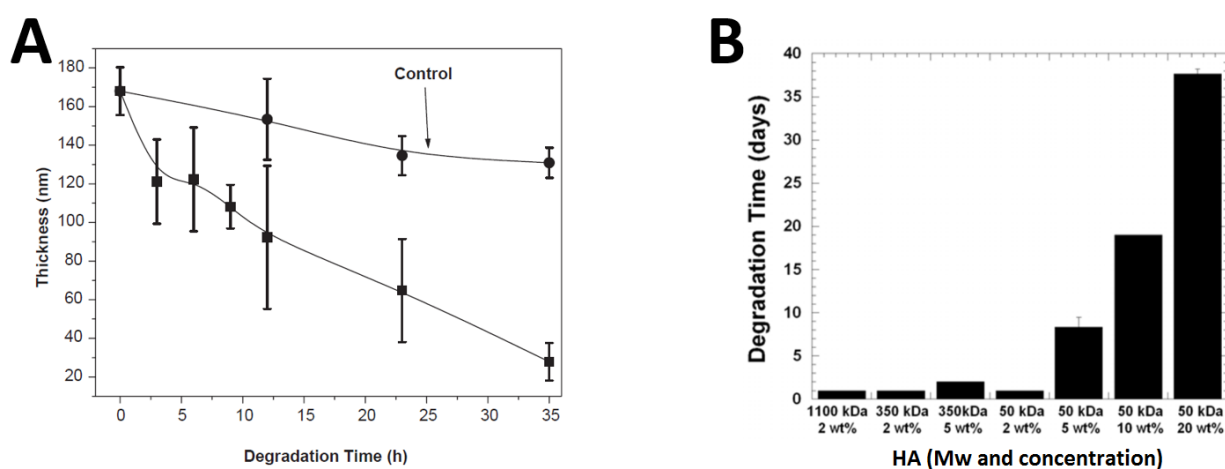 A
Thickness (nm)
180
160
140
120
100
80
60
40
20
Control
0 5 10 15 20 25 30 35
Degradation Time (h)
B
Degradation Time (days)
40
35
30
25
20
15
10
5
0
1100 kDa 350 kDa 350kDa 50 kDa 50 kDa 50 kDa 50 kDa
2 wt% 2 wt% 5 wt% 2 wt% 5 wt% 10 wt% 20 wt%
HA (Mw and concentration)